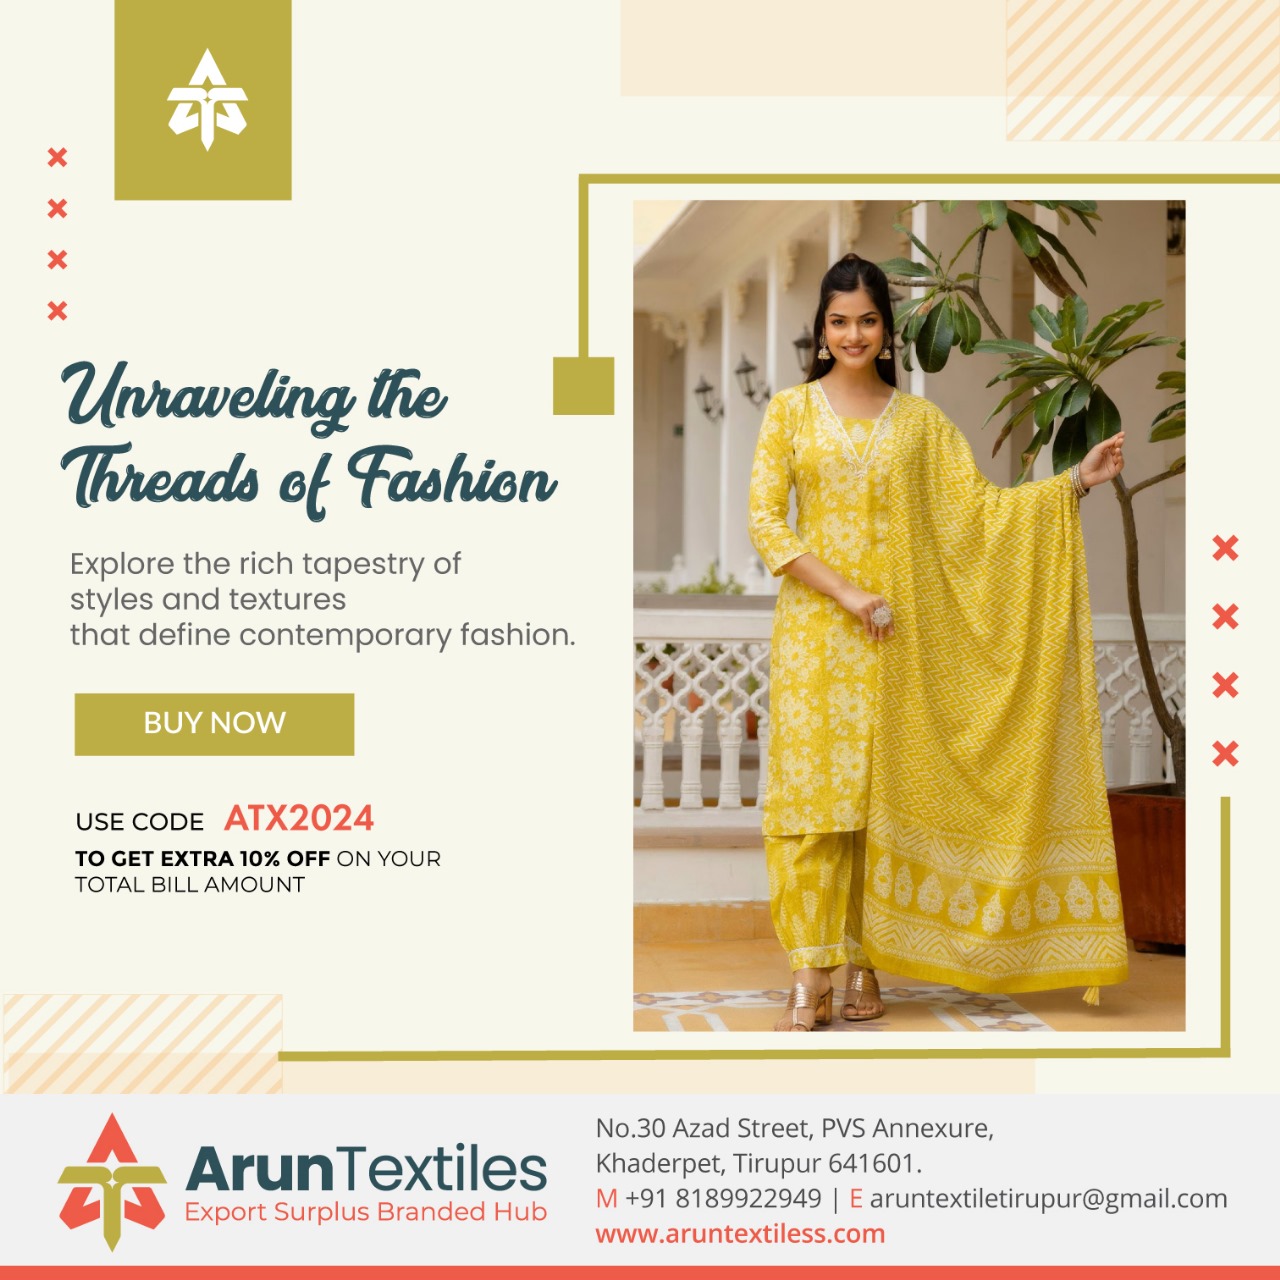 Unraveling the
Threads of Fashion
Explore the rich tapestry of
styles and textures
that define contemporary fashion.
BUY NOW
USE CODE ATX2024
TO GET EXTRA 10% OFF ON YOUR
TOTAL BILL AMOUNT
ArunTextiles
Export Surplus Branded Hub
No.30 Azad Street, PVS Annexure,
Khaderpet, Tirupur 641601.
M +91 8189922949 | E aruntextiletirupur@gmail.com
www.aruntextiless.com